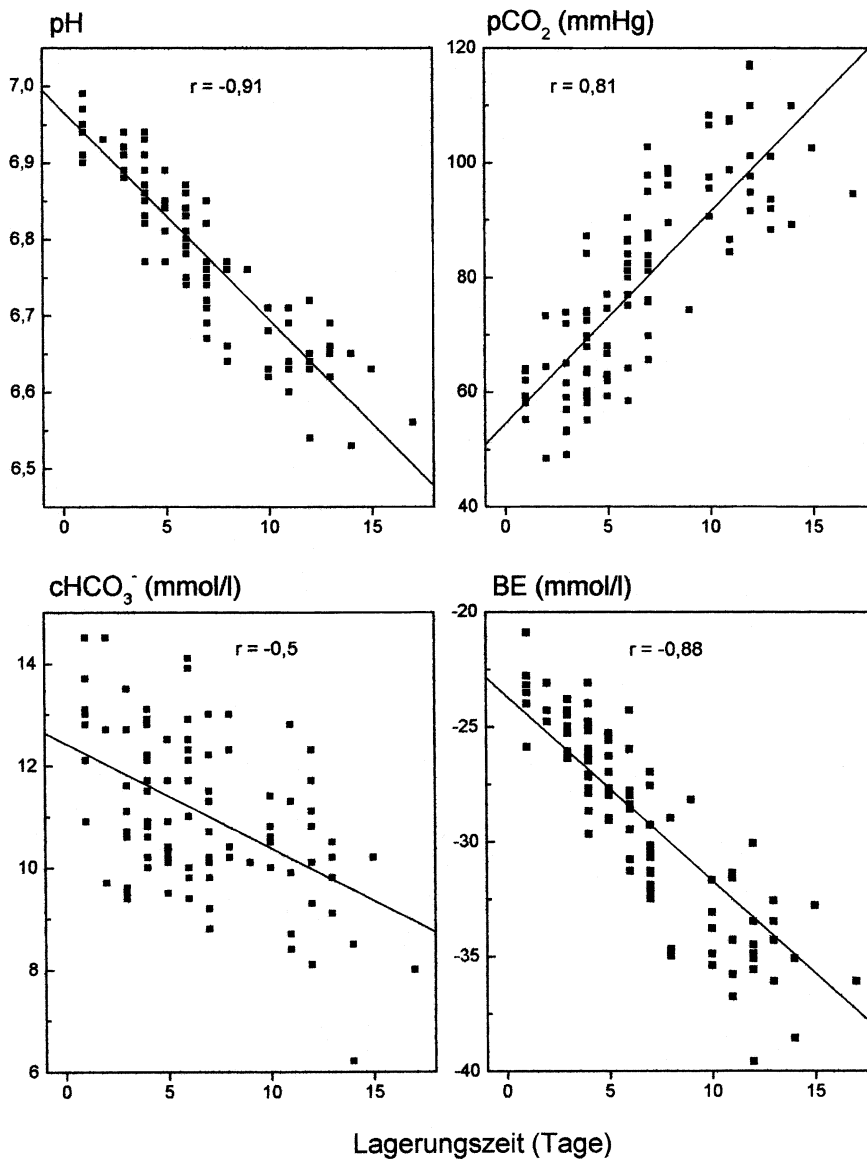 pH
r = -0,91
7,0
6,9
6,8
6,7
6,6
6,5
0 5 10 15
pCO₂ (mmHg)
r = 0,81
120
100
80
60
40
0 5 10 15
cHCO₃⁻ (mmol/l)
r = -0,5
14
12
10
8
6
0 5 10 15
BE (mmol/l)
r = -0,88
-20
-25
-30
-35
-40
0 5 10 15
Lagerungszeit (Tage)